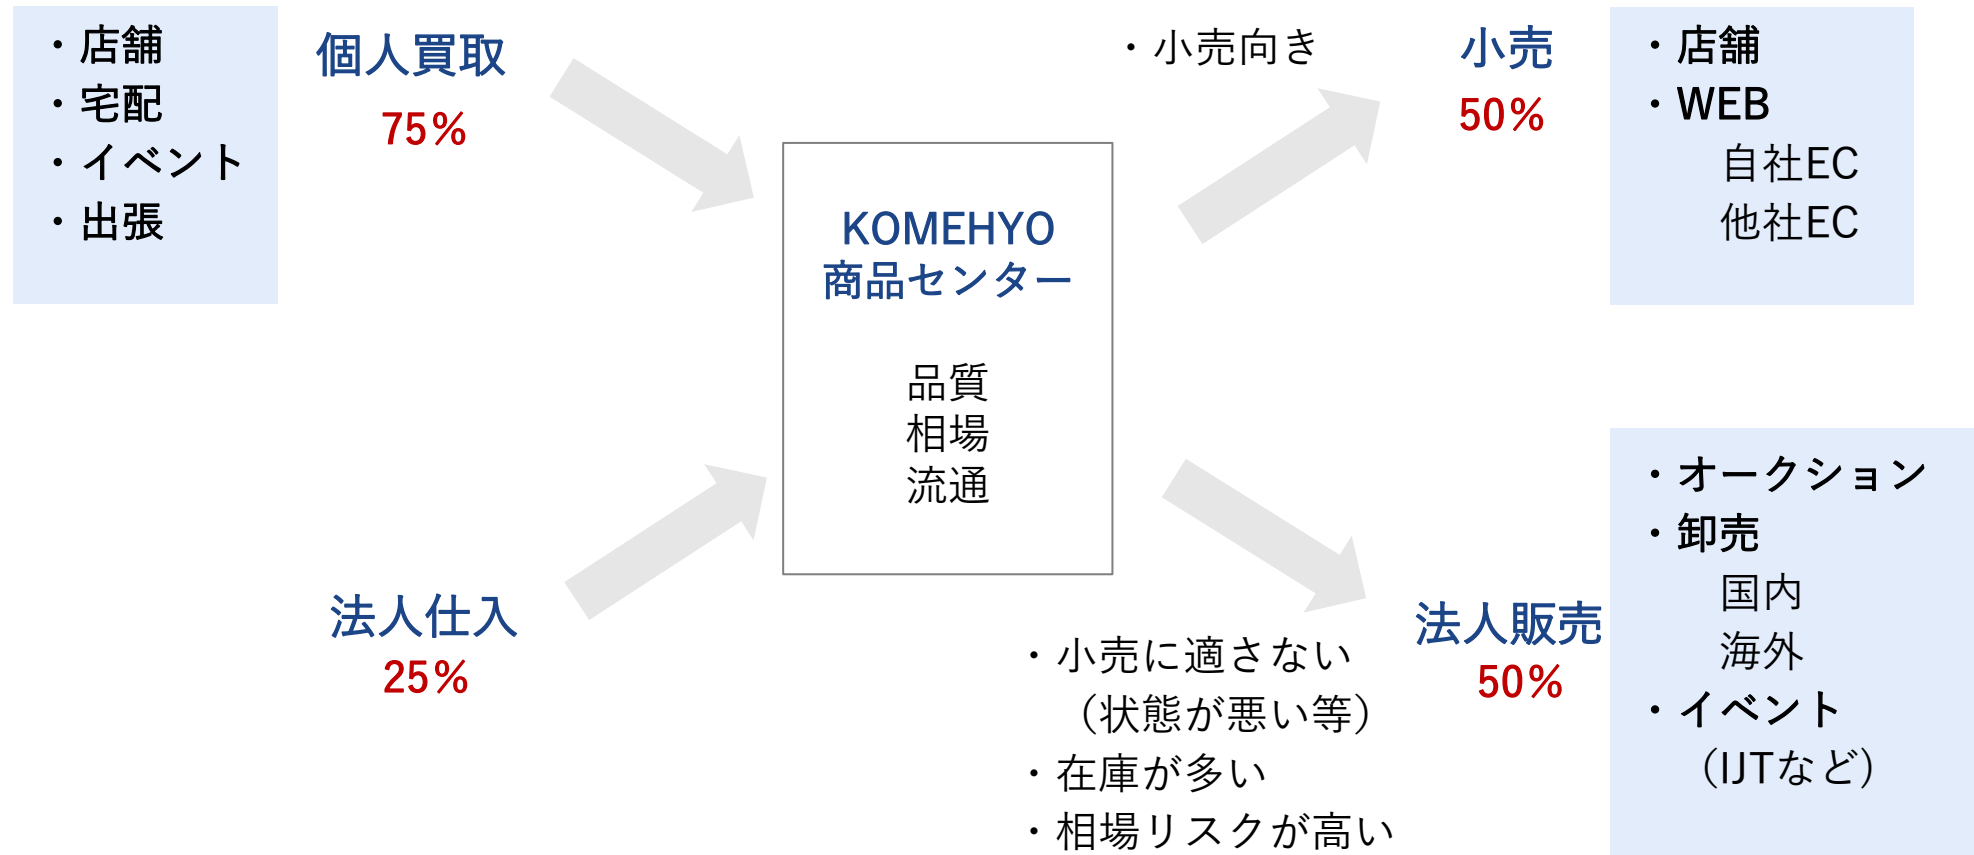 ・店舗
・宅配
・イベント
・出張
個人買取
75%
法人仕入
25%
KOMEHYO
商品センター
品質
相場
流通
・小売向き
小売
50%
・店舗
・WEB
自社EC
他社EC
・小売に適さない
（状態が悪い等）
・在庫が多い
・相場リスクが高い
法人販売
50%
・オークション
・卸売
国内
海外
・イベント
（IJTなど）